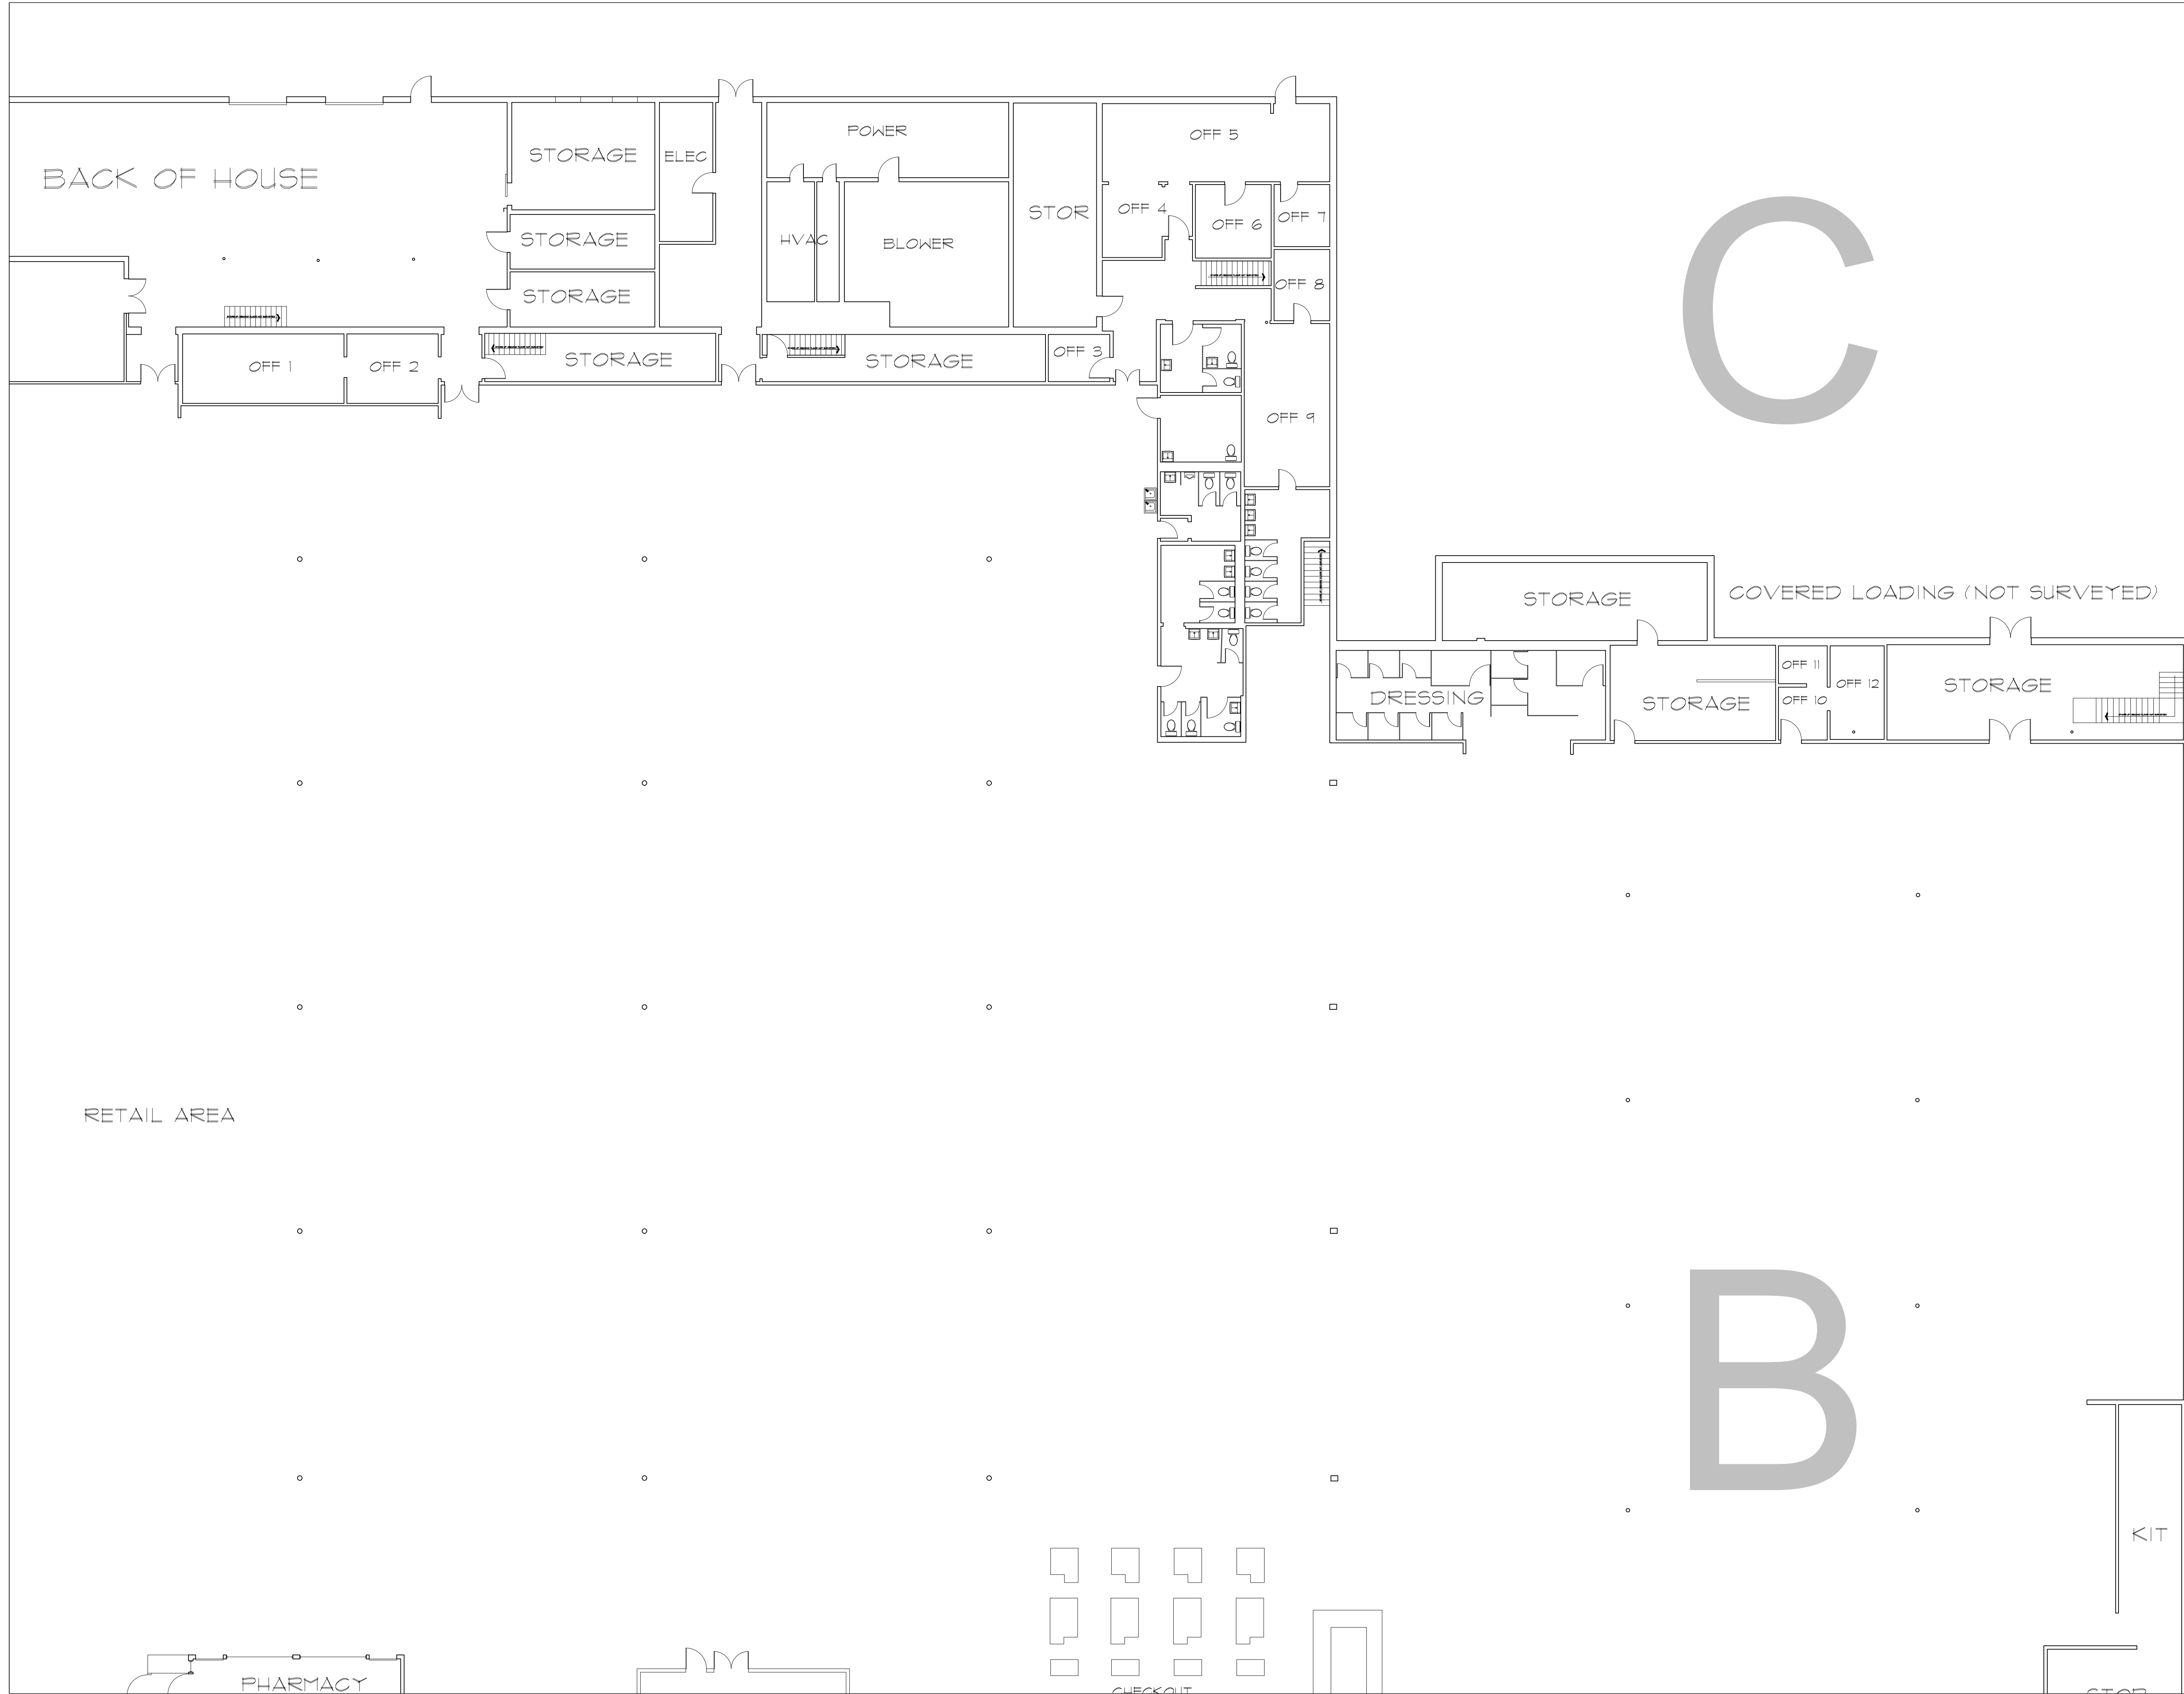 POWER
OFF 5
STORAGE
ELEC
BACK OF HOUSE
C
OFF 4
STOR
OFF 7
OFF 6
STORAGE
HVAC
BLOWER
OFF 8
STORAGE
OFF 3
STORAGE
STORAGE
OFF 1
OFF 2
OFF 9
COVERED LOADING (NOT SURVEYED)
STORAGE
OFF 11
OFF 12
STORAGE
DRESSING
OFF 10
STORAGE
RETAIL AREA
B
KIT
PHARMACY
CHECKOUT
STOR